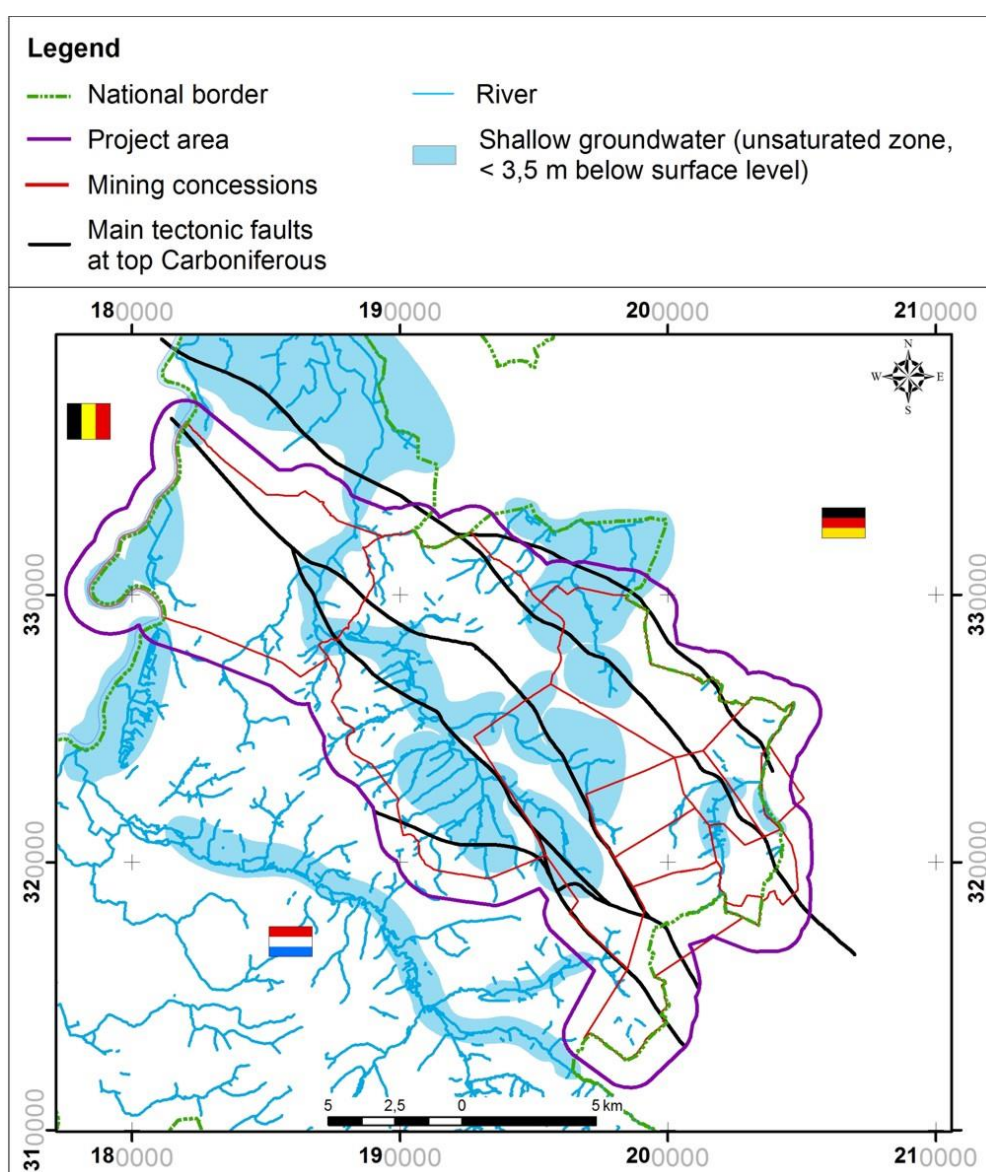 Legend
National border
Project area
Mining concessions
Main tectonic faults
at top Carboniferous
River
Shallow groundwater (unsaturated zone,
< 3,5 m below surface level)
180000 190000 200000 210000
N
W E
S
330000 330000
320000 320000
310000
5 2,5 0 5 km
180000 190000 200000 210000